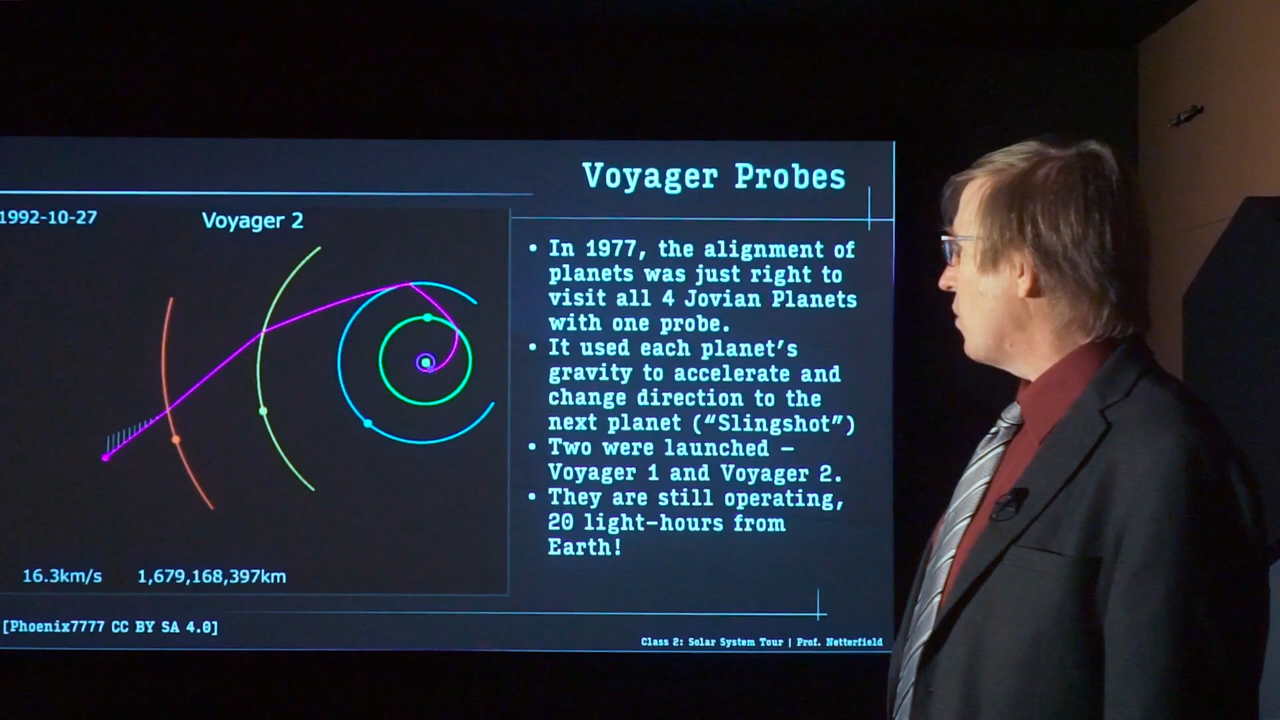 Voyager Probes
1992-10-27
Voyager 2
• In 1977, the alignment of
planets was just right to
visit all 4 Jovian Planets
with one probe.
• It used each planet's
gravity to accelerate and
change direction to the
next planet (“Slingshot”)
• Two were launched –
Voyager 1 and Voyager 2.
• They are still operating,
20 light-hours from
Earth!
16.3km/s 1,679,168,397km
[Phoenix7777 CC BY SA 4.0]
Class 2: Solar System Tour | Prof. Netterfield